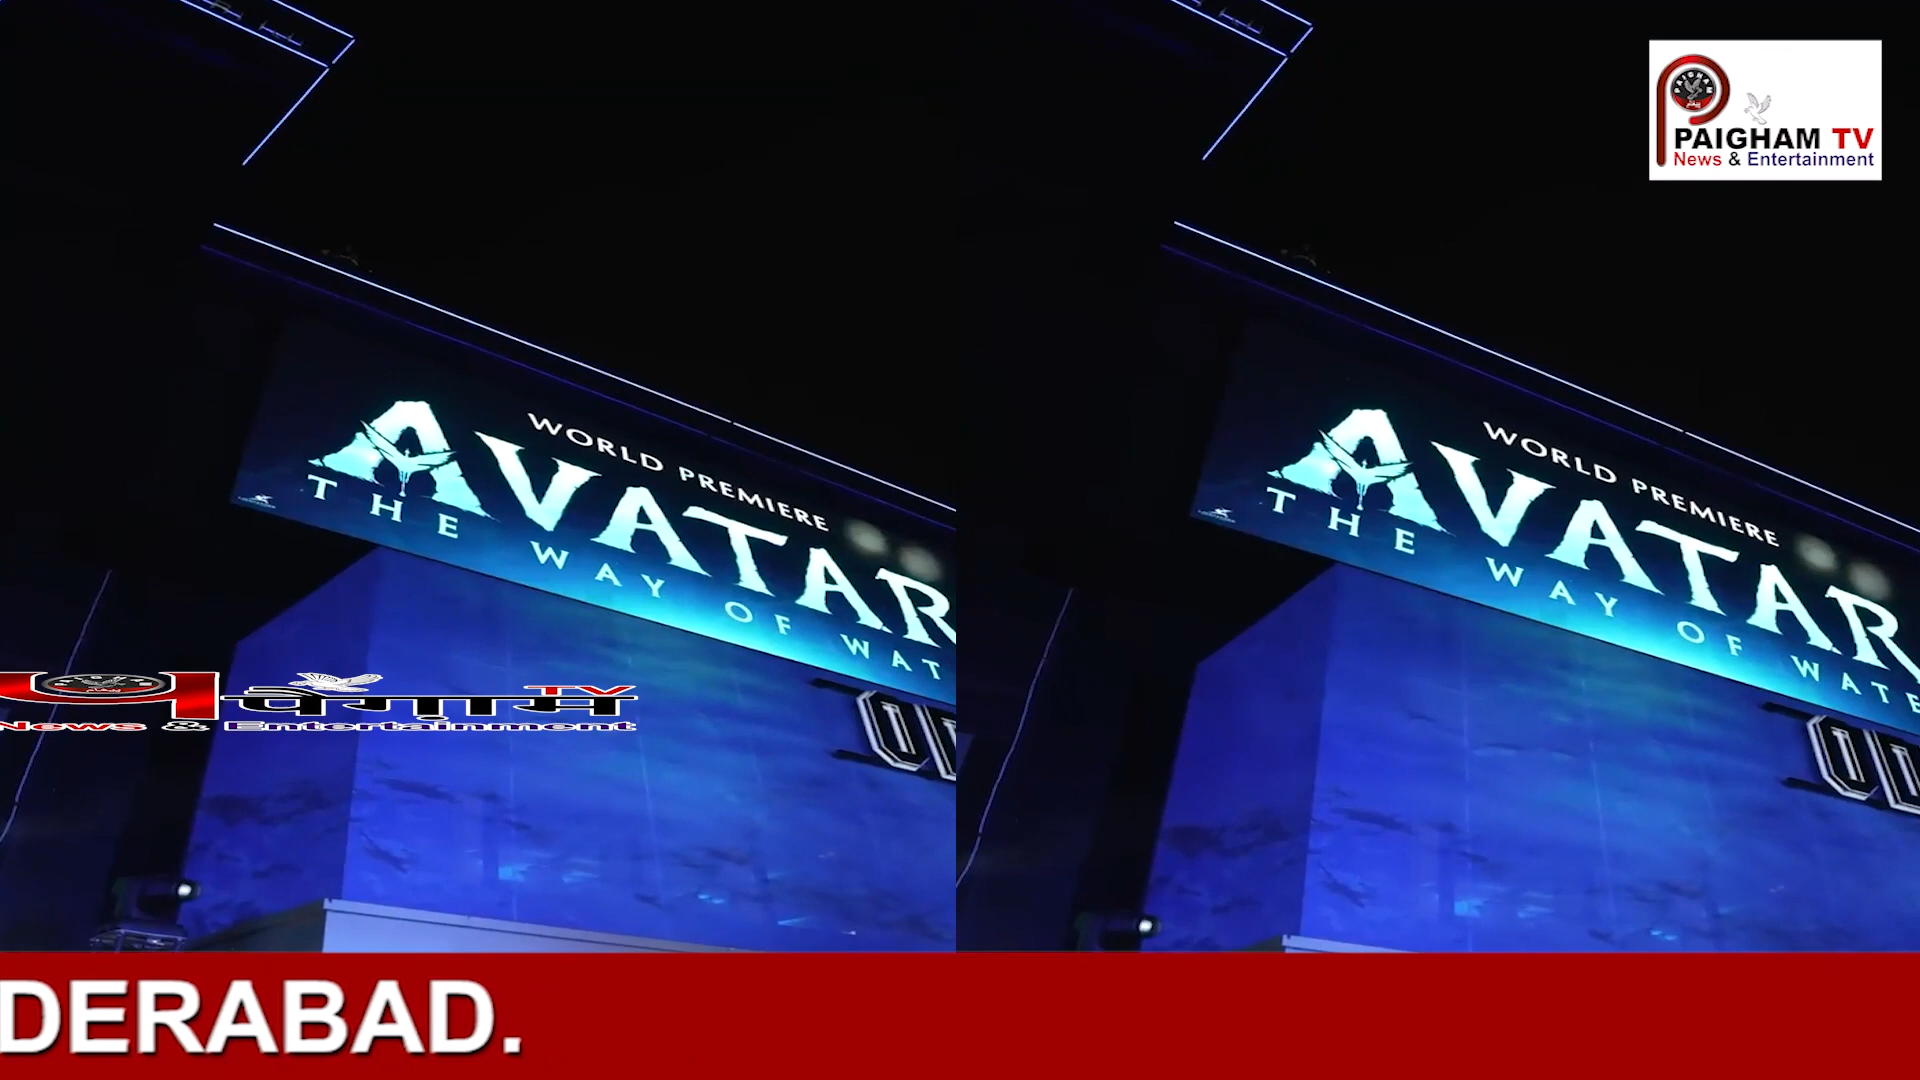 PAIGHAM TV
News & Entertainment
WORLD PREMIERE
AVATAR
THE WAY OF WAT
WORLD PREMIERE
AVATAR
THE WAY OF WATE
पैग़ाम TV
News & Entertainment
DERABAD.